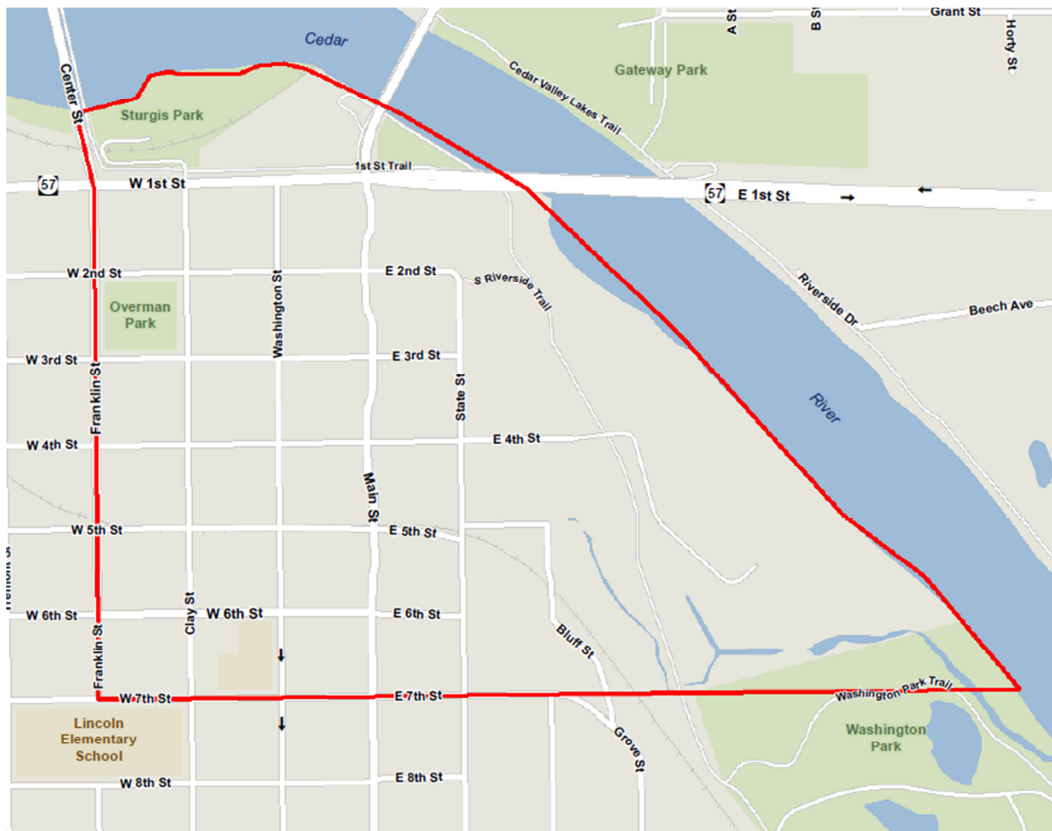 Grant St
A St
B St
Horty St
Cedar
Center St
Cedar Valley Lakes Trail
Gateway Park
Sturgis Park
1st St Trail
57
W 1st St
57
E 1st St
W 2nd St
E 2nd St
S Riverside Trail
Riverside Dr
Beech Ave
Overman
Park
Washington St
W 3rd St
E 3rd St
Franklin St
State St
River
W 4th St
E 4th St
Main St
W 5th St
E 5th St
Clay St
W 6th St
W 6th St
E 6th St
Franklin St
Bluff St
W 7th St
E 7th St
Washington Park Trail
Lincoln
Elementary
School
Grove St
Washington
Park
W 8th St
E 8th St